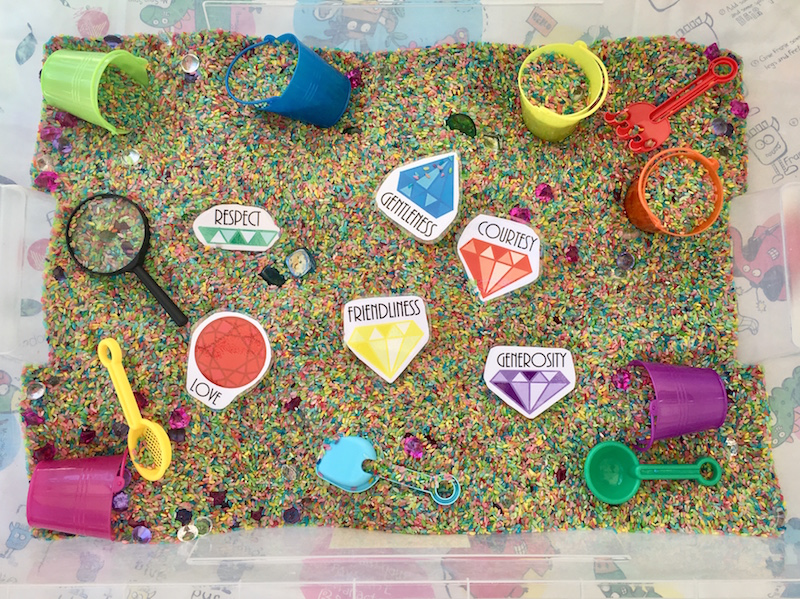 RESPECT
GENTLENESS
COURTESY
FRIENDLINESS
GENEROSITY
LOVE